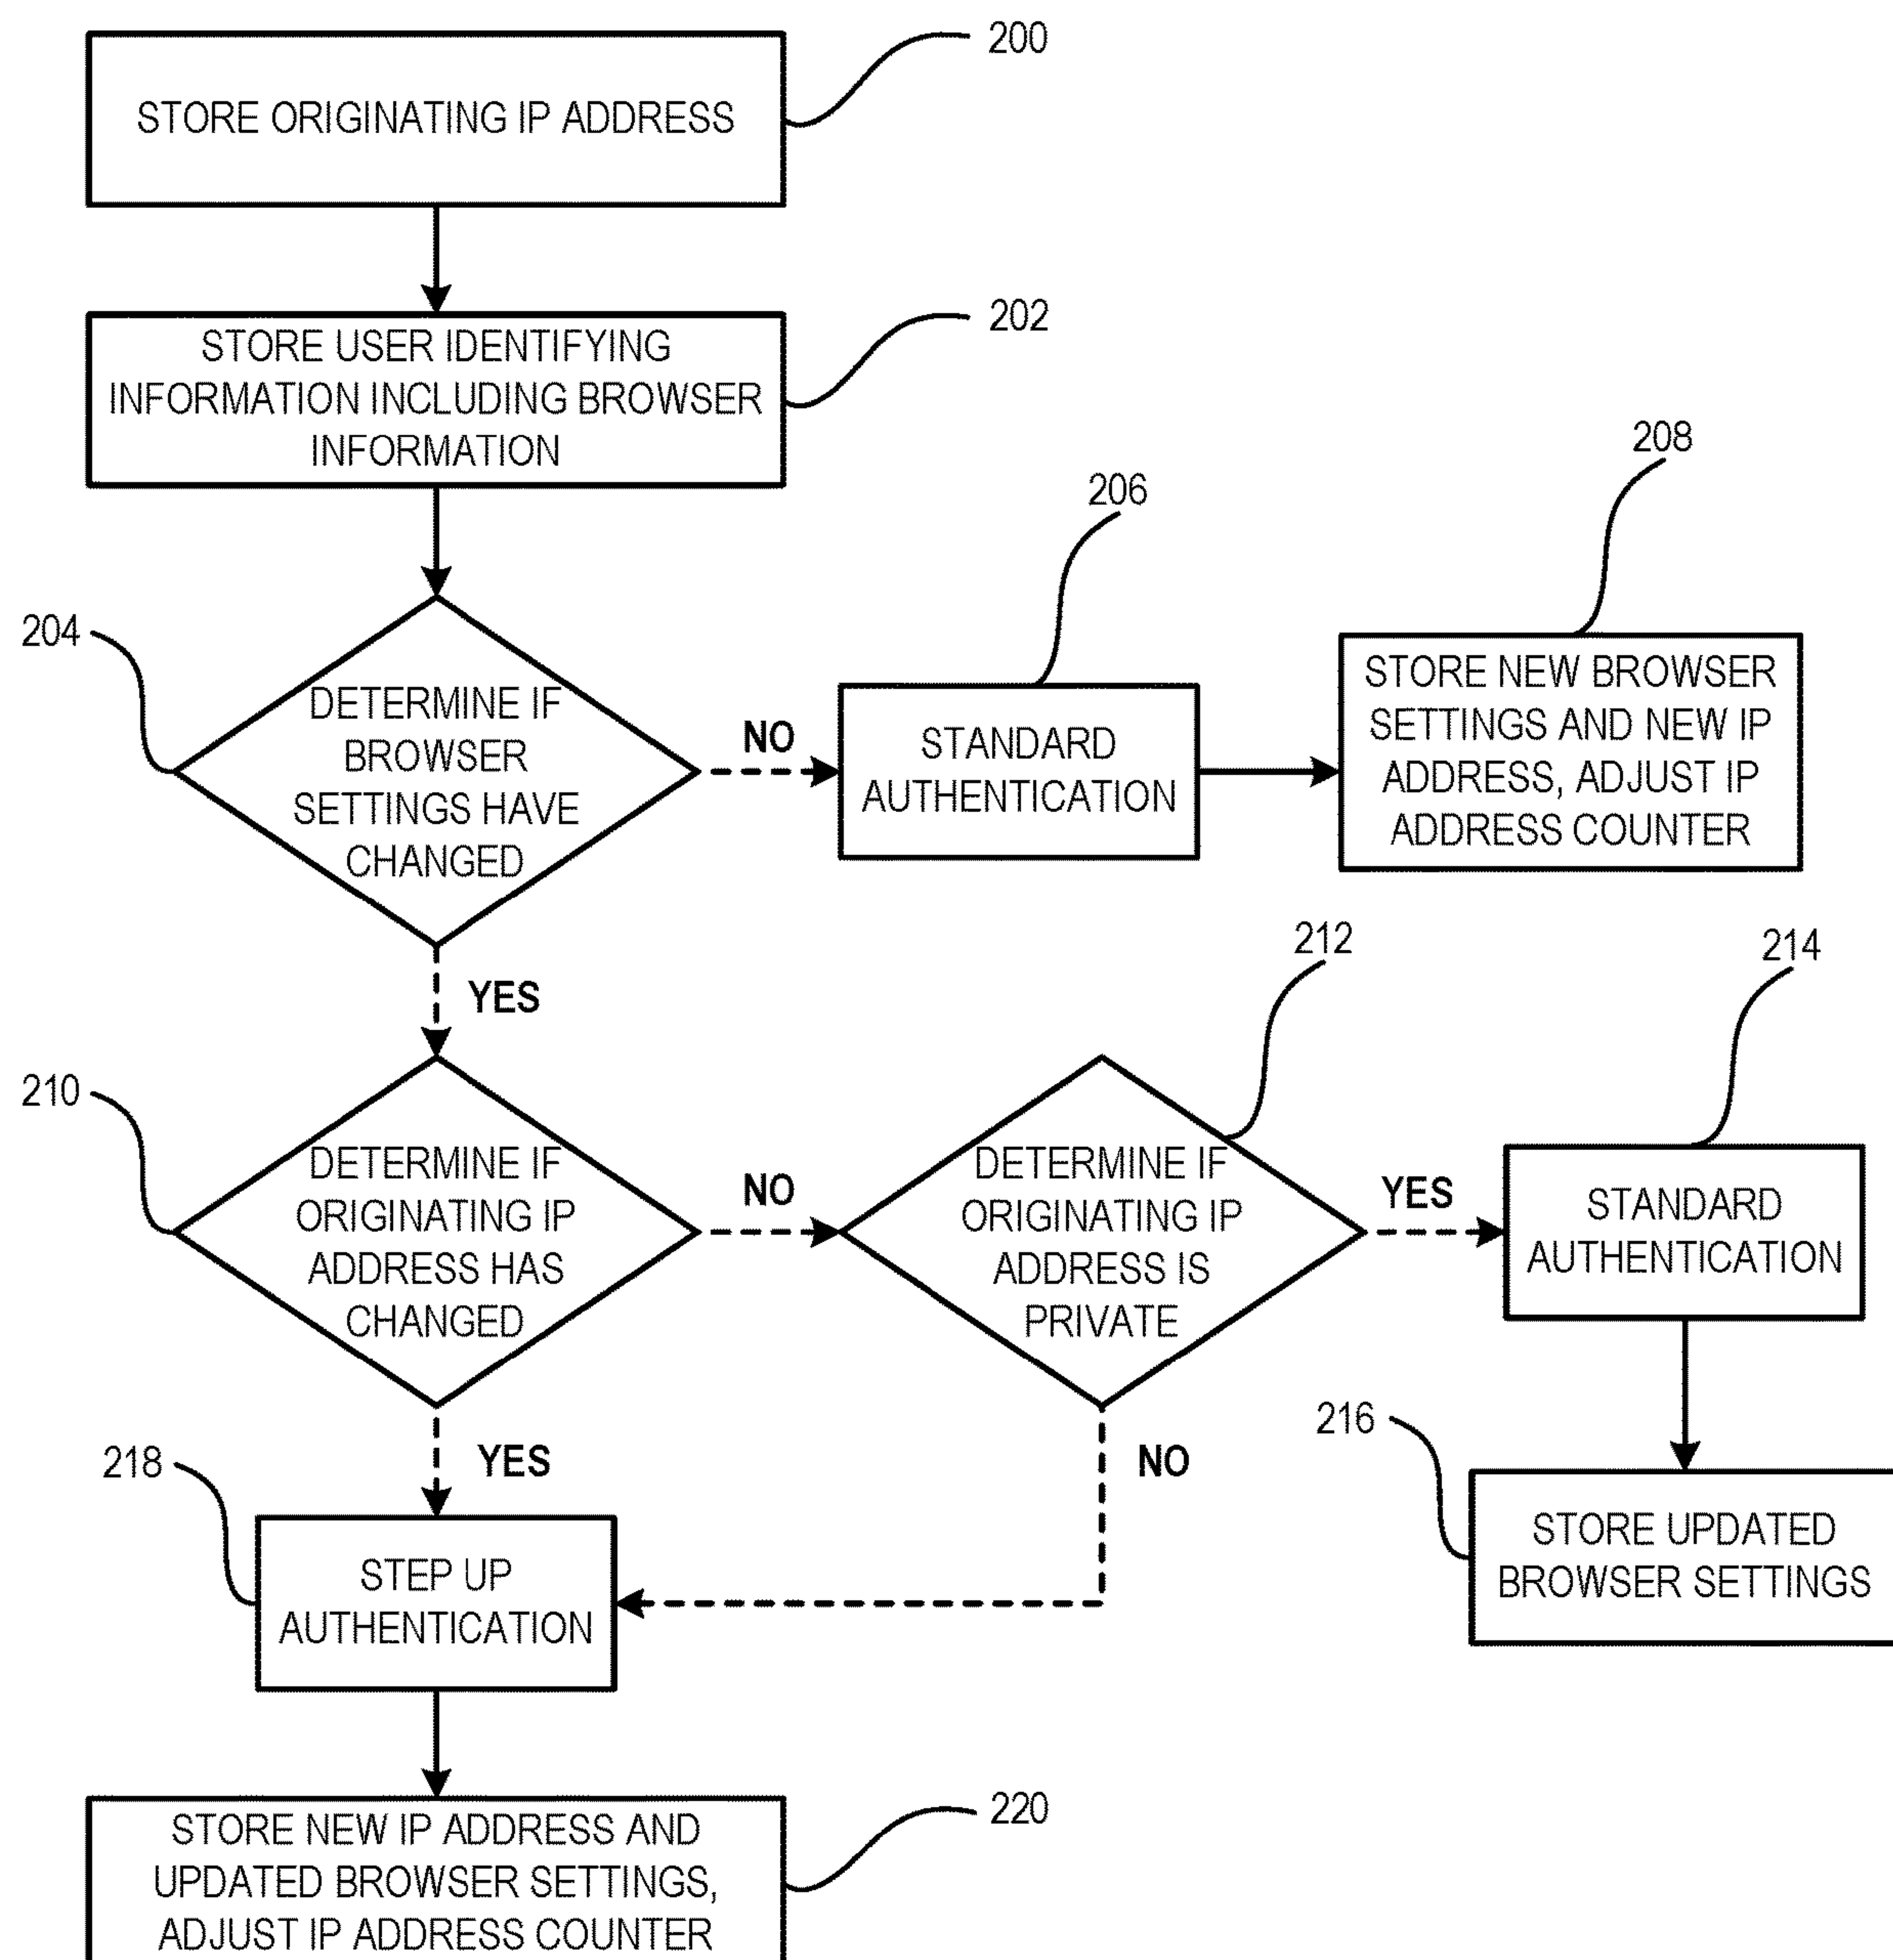 200
STORE ORIGINATING IP ADDRESS
202
STORE USER IDENTIFYING
INFORMATION INCLUDING BROWSER
INFORMATION
204
DETERMINE IF
BROWSER
SETTINGS HAVE
CHANGED
NO
206
STANDARD
AUTHENTICATION
208
STORE NEW BROWSER
SETTINGS AND NEW IP
ADDRESS, ADJUST IP
ADDRESS COUNTER
YES
210
DETERMINE IF
ORIGINATING IP
ADDRESS HAS
CHANGED
NO
212
DETERMINE IF
ORIGINATING IP
ADDRESS IS
PRIVATE
YES
214
STANDARD
AUTHENTICATION
216
STORE UPDATED
BROWSER SETTINGS
YES
NO
218
STEP UP
AUTHENTICATION
220
STORE NEW IP ADDRESS AND
UPDATED BROWSER SETTINGS,
ADJUST IP ADDRESS COUNTER